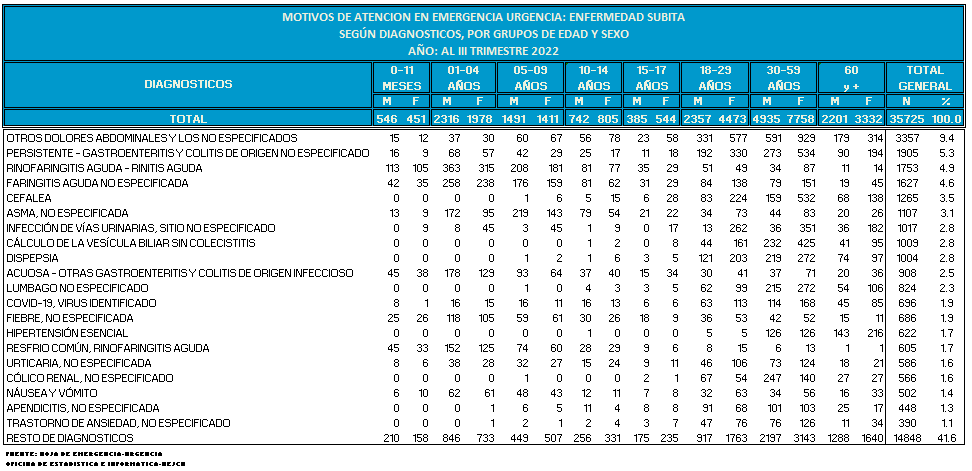 MOTIVOS DE ATENCION EN EMERGENCIA URGENCIA: ENFERMEDAD SUBITA
SEGÚN DIAGNOSTICOS, POR GRUPOS DE EDAD Y SEXO
AÑO: AL III TRIMESTRE 2022
DIAGNOSTICOS 0-11 MESES 01-04 AÑOS 05-09 AÑOS 10-14 AÑOS 15-17 AÑOS 18-29 AÑOS 30-59 AÑOS 60 y + TOTAL GENERAL
M F M F M F M F M F M F M F M F N %
TOTAL 546 451 2316 1978 1491 1411 742 805 385 544 2357 4473 4935 7758 2201 3332 35725 100.0
OTROS DOLORES ABDOMINALES Y LOS NO ESPECIFICADOS 15 12 37 30 60 67 56 78 23 58 331 577 591 929 179 314 3357 9.4
PERSISTENTE - GASTROENTERITIS Y COLITIS DE ORIGEN NO ESPECIFICADO 16 9 68 57 42 29 25 17 11 18 192 330 273 534 90 194 1905 5.3
RINOFARINGITIS AGUDA - RINITIS AGUDA 113 105 363 315 208 181 81 77 35 29 51 49 34 87 11 14 1753 4.9
FARINGITIS AGUDA NO ESPECIFICADA 42 35 258 238 176 159 81 62 31 29 84 138 79 151 19 45 1627 4.6
CEFALEA 0 0 0 0 1 6 5 15 6 28 83 224 159 532 68 138 1265 3.5
ASMA, NO ESPECIFICADA 13 9 172 95 219 143 79 54 21 22 34 73 44 83 20 26 1107 3.1
INFECCIÓN DE VÍAS URINARIAS, SITIO NO ESPECIFICADO 0 9 8 45 3 45 1 9 0 17 13 262 36 351 36 182 1017 2.8
CÁLCULO DE LA VESÍCULA BILIAR SIN COLECISTITIS 0 0 0 0 0 1 2 0 8 44 161 232 425 41 95 1009 2.8
DISPEPSIA 0 0 0 0 1 2 1 6 3 5 121 203 219 272 74 97 1004 2.8
ACUOSA - OTRAS GASTROENTERITIS Y COLITIS DE ORIGEN INFECCIOSO 45 38 178 129 93 64 37 40 15 34 30 41 37 71 20 36 908 2.5
LUMBAGO NO ESPECIFICADO 0 0 0 0 1 0 4 3 3 5 62 99 215 272 54 106 824 2.3
COVID-19, VIRUS IDENTIFICADO 8 1 16 15 16 11 16 13 6 6 63 113 114 168 45 85 696 1.9
FIEBRE, NO ESPECIFICADA 25 26 118 105 59 61 30 26 18 9 36 53 42 52 15 11 686 1.9
HIPERTENSIÓN ESENCIAL 0 0 0 0 0 0 1 0 0 0 5 5 126 126 143 216 622 1.7
RESFRIO COMÚN, RINOFARINGITIS AGUDA 45 33 152 125 74 60 28 29 9 6 8 15 6 13 1 1 605 1.7
URTICARIA, NO ESPECIFICADA 8 6 38 28 32 27 15 24 9 11 46 106 73 124 18 21 586 1.6
CÓLICO RENAL, NO ESPECIFICADA 0 0 0 0 1 0 0 0 2 1 67 54 247 140 27 27 566 1.6
NÁUSEA Y VÓMITO 6 10 62 61 48 43 12 11 7 8 32 63 34 56 16 33 502 1.4
APENDICITIS, NO ESPECIFICADA 0 0 0 1 6 5 11 4 8 8 91 68 101 103 25 17 448 1.3
TRASTORNO DE ANSIEDAD, NO ESPECIFICADO 0 0 0 1 2 1 2 4 3 7 47 76 76 126 11 34 390 1.1
RESTO DE DIAGNOSTICOS 210 158 846 733 449 507 256 331 175 235 917 1763 2197 3143 1288 1640 14848 41.6
FUENTE: HOJA DE EMERGENCIA-URGENCIA
OFICINA DE ESTADISTICA E INFORMATICA-HEJCU